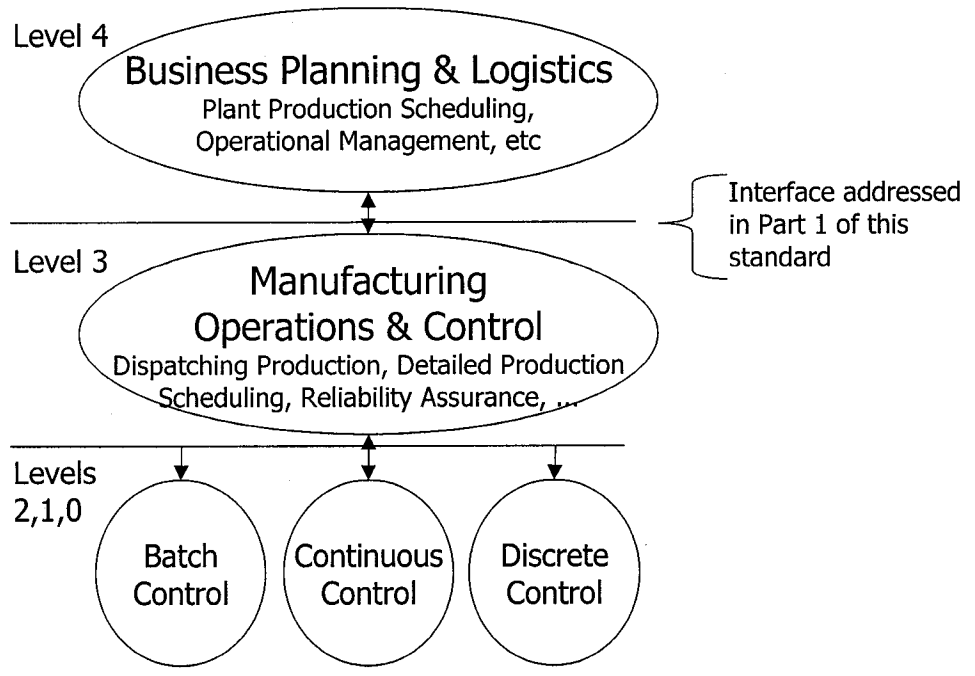 Level 4
Business Planning & Logistics
Plant Production Scheduling,
Operational Management, etc
Interface addressed
in Part 1 of this
standard
Level 3
Manufacturing
Operations & Control
Dispatching Production, Detailed Production
Scheduling, Reliability Assurance, ...
Levels
2,1,0
Batch
Control
Continuous
Control
Discrete
Control